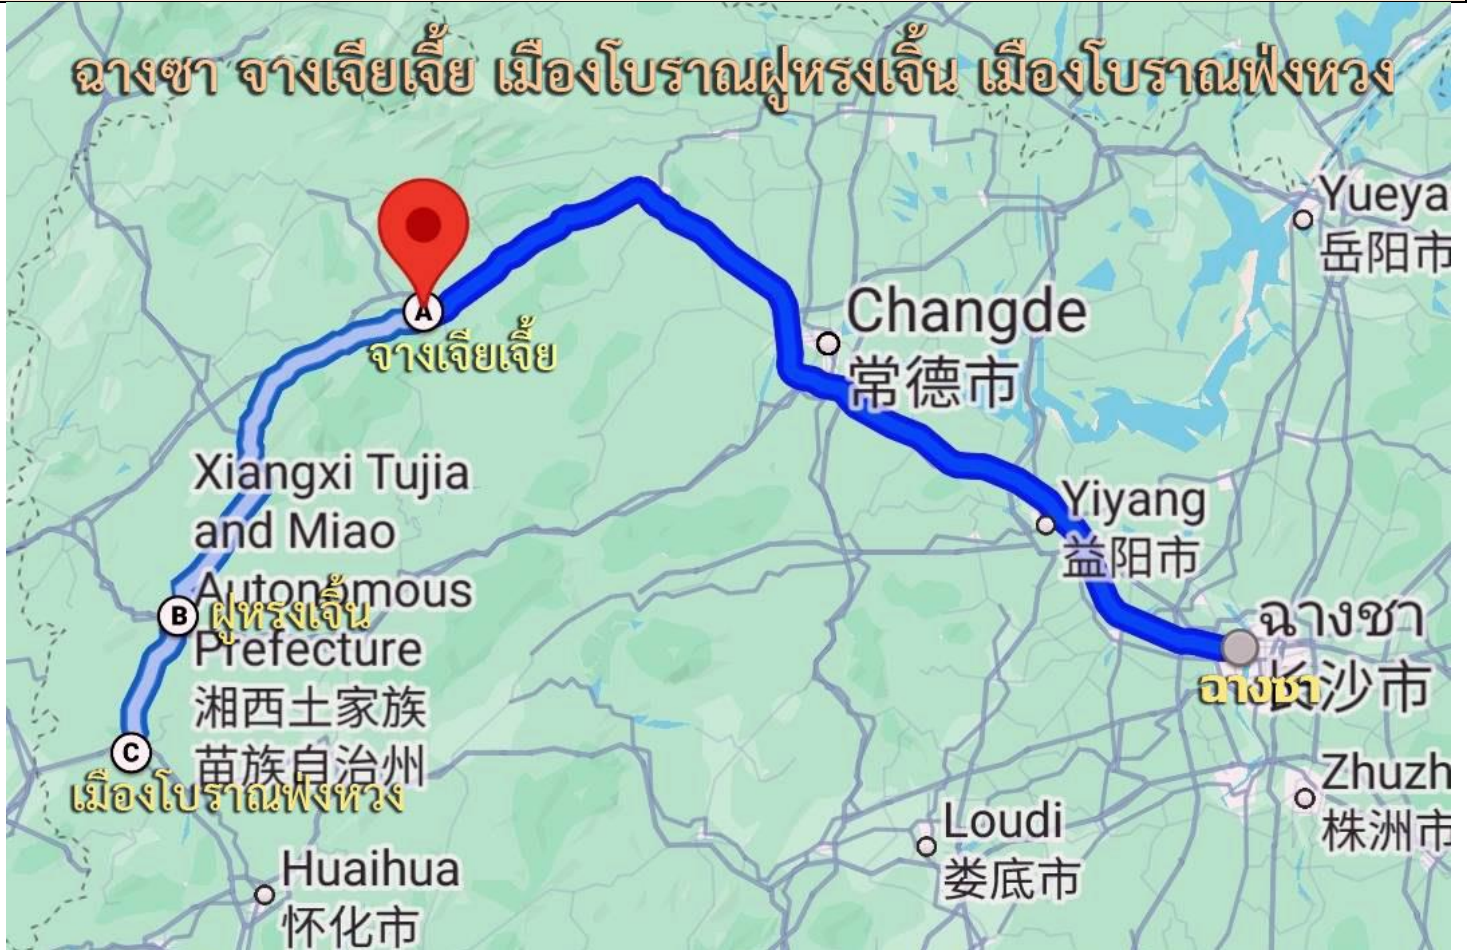 ฉางซา จางเจียเจี้ย เมืองโบราณฝูหรงเจิ้น เมืองโบราณฟ่งหวง
Yueya
岳阳市
A
จางเจียเจี้ย
Changde
常德市
Xiangxi Tujia
and Miao
Autonomous
Prefecture
湘西土家族
苗族自治州
Yiyang
益阳市
B
ฝูหรงเจิ้น
ฉางชา
长沙市
ฉางซา
C
เมืองโบราณฟ่งหวง
Zhuzh
株洲市
Loudi
娄底市
Huaihua
怀化市